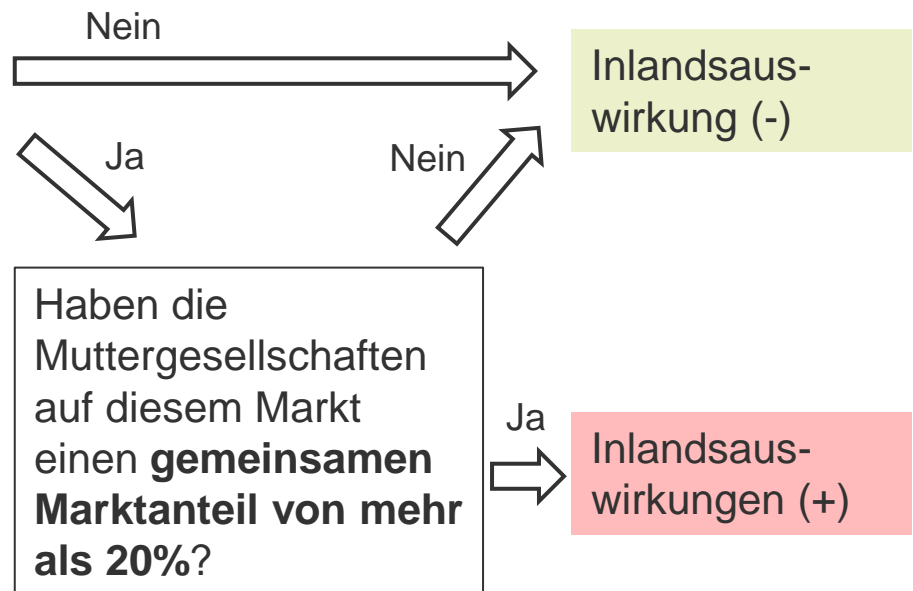 Nein
Inlandsaus-
wirkung (-)
Ja
Nein
Haben die
Muttergesellschaften
auf diesem Markt
einen gemeinsamen
Marktanteil von mehr
als 20%?
Ja
Inlandsaus-
wirkungen (+)